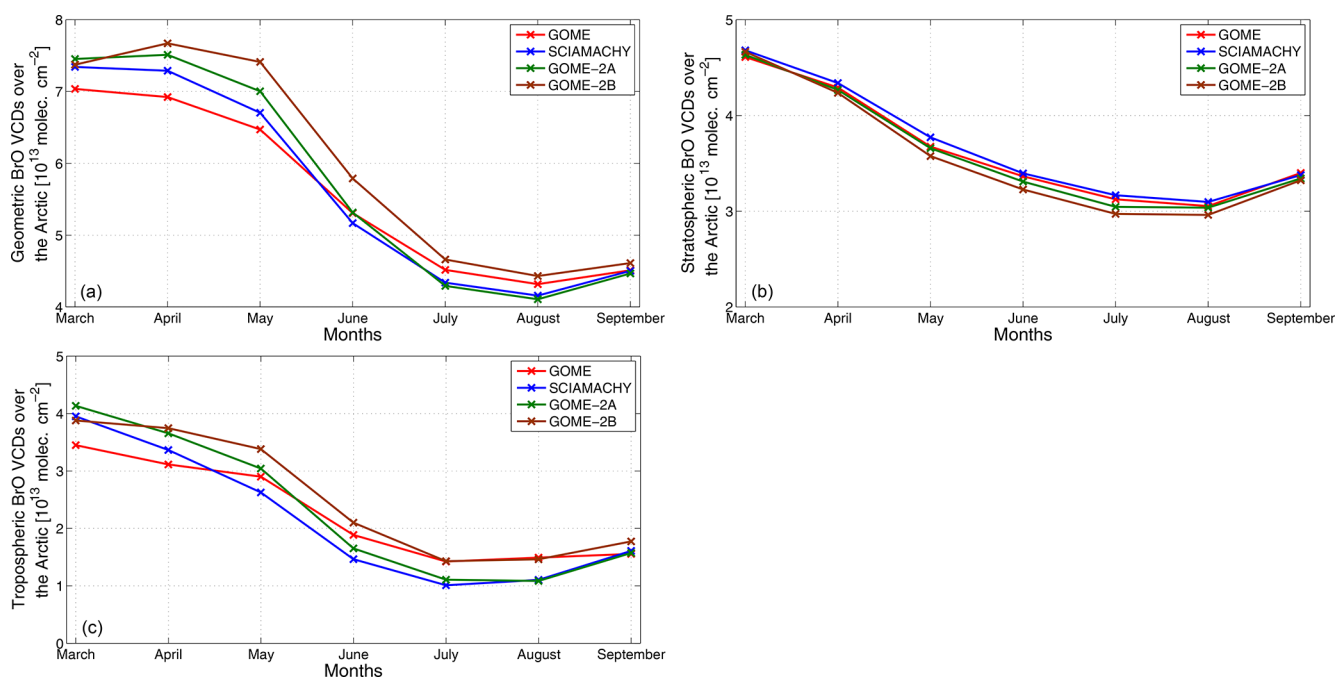 Geometric BrO VCDs over
the Arctic [10^13 molec. cm^-2]
8
7
6
5
4
GOME
SCIAMACHY
GOME-2A
GOME-2B
(a)
March April May June July August September
Months
Stratospheric BrO VCDs over
the Arctic [10^13 molec. cm^-2]
5
4
3
2
GOME
SCIAMACHY
GOME-2A
GOME-2B
(b)
March April May June July August September
Months
Tropospheric BrO VCDs over
the Arctic [10^13 molec. cm^-2]
5
4
3
2
1
0
GOME
SCIAMACHY
GOME-2A
GOME-2B
(c)
March April May June July August September
Months